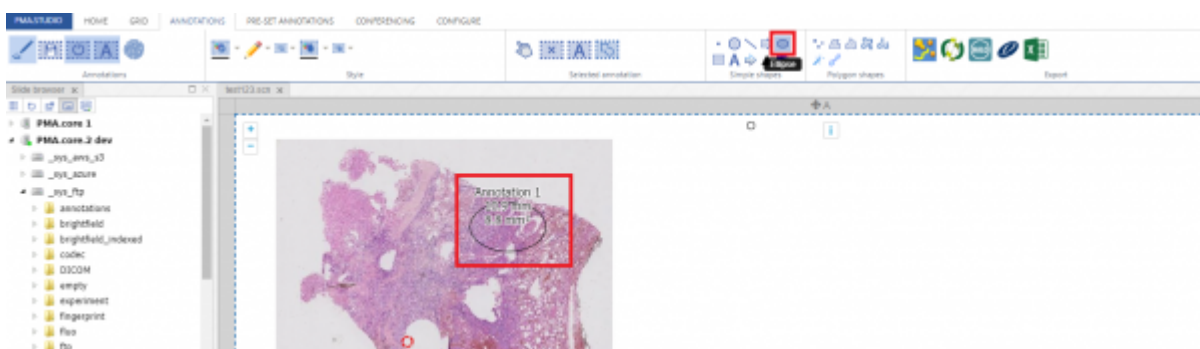 PMA.STUDIO HOME GRID ANNOTATIONS PRE-SET ANNOTATIONS CONFERENCING CONFIGURE
Annotations Style Selected annotation Simple shapes Polygon shapes Export
Ellipse
Slide browser test123.scn
A
PMA.core 1
PMA.core.2 dev
_sys_aws_s3
_sys_azure
_sys_ftp
annotations
brightfield
brightfield_indexed
codec
DICOM
empty
experiment
fingerprint
fluo
ftp
Annotation 1